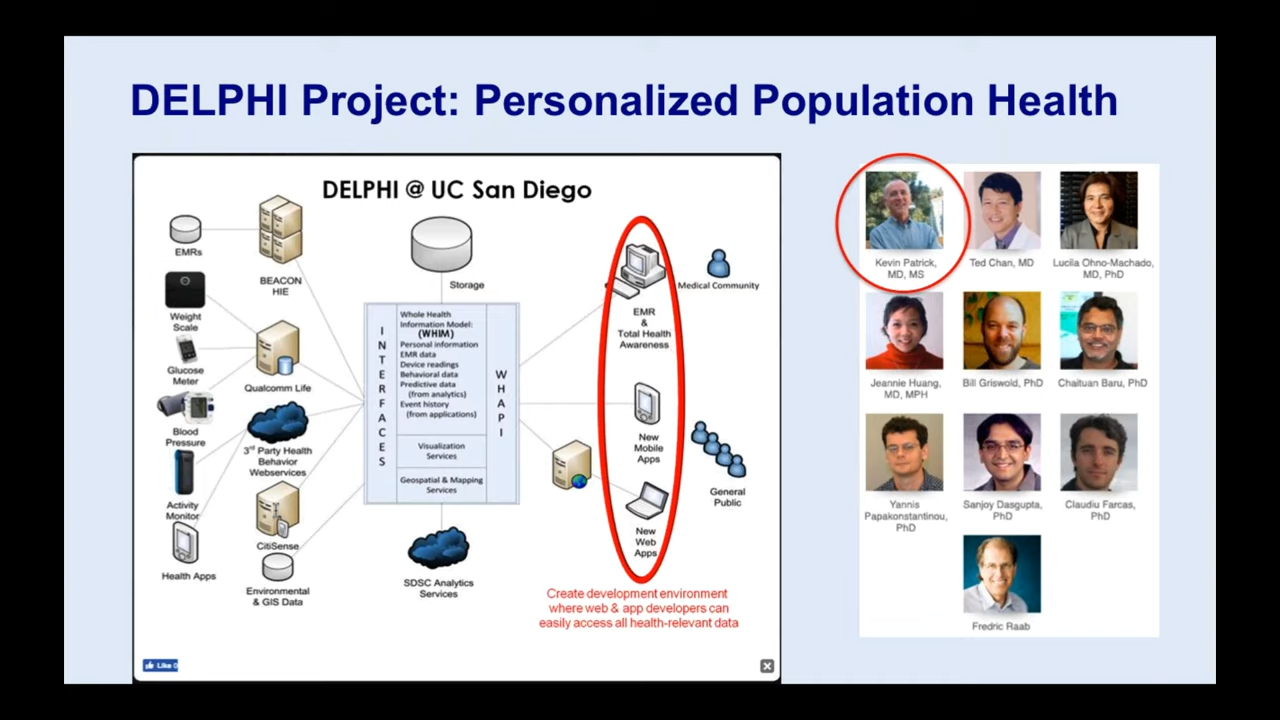 DELPHI Project: Personalized Population Health
DELPHI @ UC San Diego
EMRs
BEACON
HIE
Weight
Scale
Glucose
Meter
Qualcomm Life
Blood
Pressure
3rd Party Health
Behavior
Webservices
Activity
Monitor
CitiSense
Health Apps
Environmental
& GIS Data
Storage
INTERFACES
Whole Health
Information Model:
(WHIM)
Personal information
EMR data
Device readings
Behavioral data
Predictive data
(from analytics)
Event history
(from applications)
Visualization
Services
Geospatial & Mapping
Services
WHAPI
SDSC Analytics
Services
EMR
&
Total Health
Awareness
New
Mobile
Apps
New
Web
Apps
Medical Community
General
Public
Create development environment
where web & app developers can
easily access all health-relevant data
Like 0
Kevin Patrick,
MD, MS
Ted Chan, MD
Lucila Ohno-Machado,
MD, PhD
Jeannie Huang,
MD, MPH
Bill Griswold, PhD
Chaituan Baru, PhD
Yannis
Papakonstantinou,
PhD
Sanjoy Dasgupta,
PhD
Claudiu Farcas,
PhD
Fredric Raab